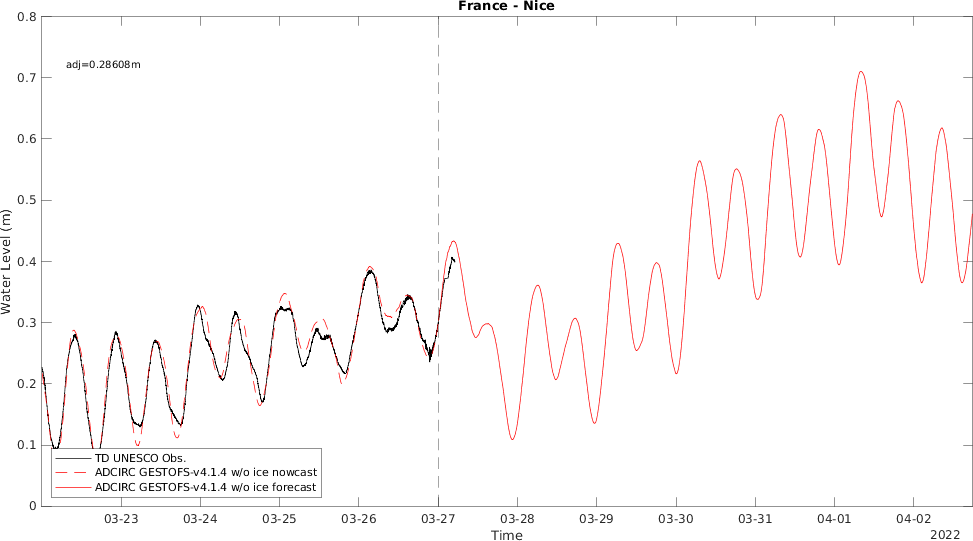 France - Nice
adj=0.28608m
0.8
0.7
0.6
0.5
0.4
0.3
0.2
0.1
0
Water Level (m)
TD UNESCO Obs.
ADCIRC GESTOFS-v4.1.4 w/o ice nowcast
ADCIRC GESTOFS-v4.1.4 w/o ice forecast
03-23 03-24 03-25 03-26 03-27 03-28 03-29 03-30 03-31 04-01 04-02
Time
2022